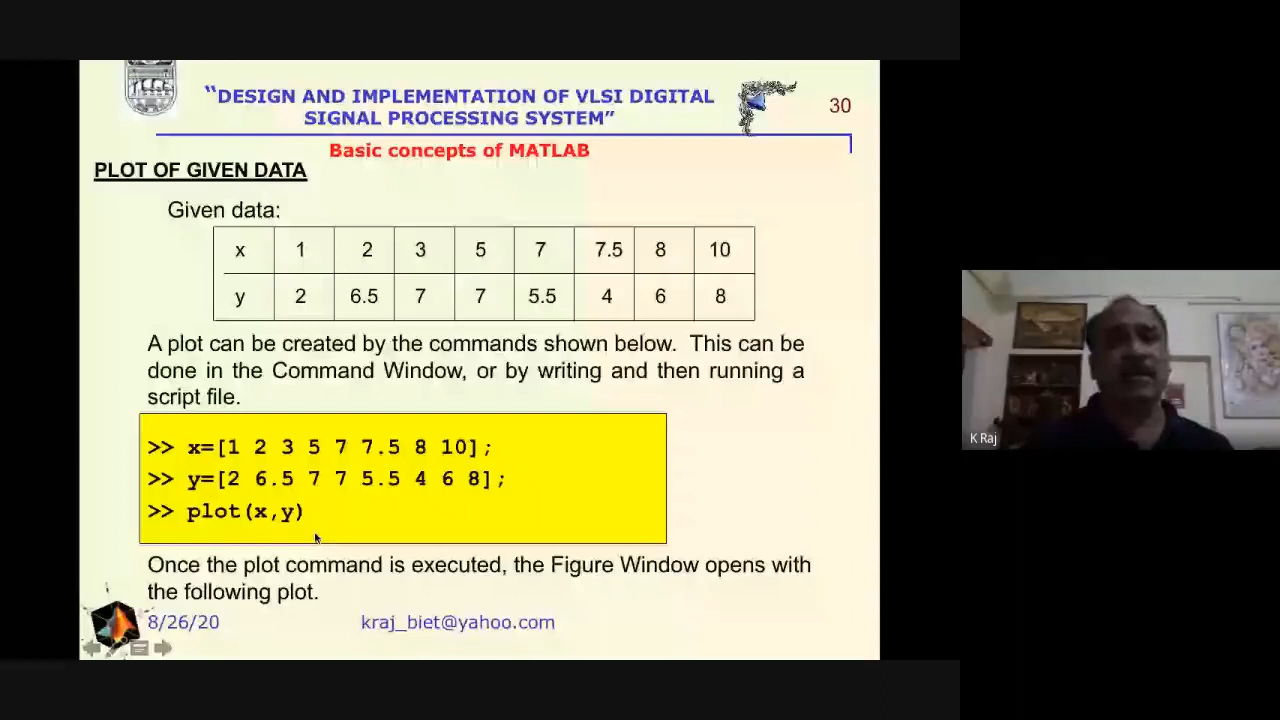 “DESIGN AND IMPLEMENTATION OF VLSI DIGITAL
SIGNAL PROCESSING SYSTEM”
30
Basic concepts of MATLAB
PLOT OF GIVEN DATA
Given data:
x 1 2 3 5 7 7.5 8 10
y 2 6.5 7 7 5.5 4 6 8
A plot can be created by the commands shown below. This can be
done in the Command Window, or by writing and then running a
script file.
>> x=[1 2 3 5 7 7.5 8 10];
>> y=[2 6.5 7 7 5.5 4 6 8];
>> plot(x,y)
Once the plot command is executed, the Figure Window opens with
the following plot.
8/26/20 kraj_biet@yahoo.com
K Raj